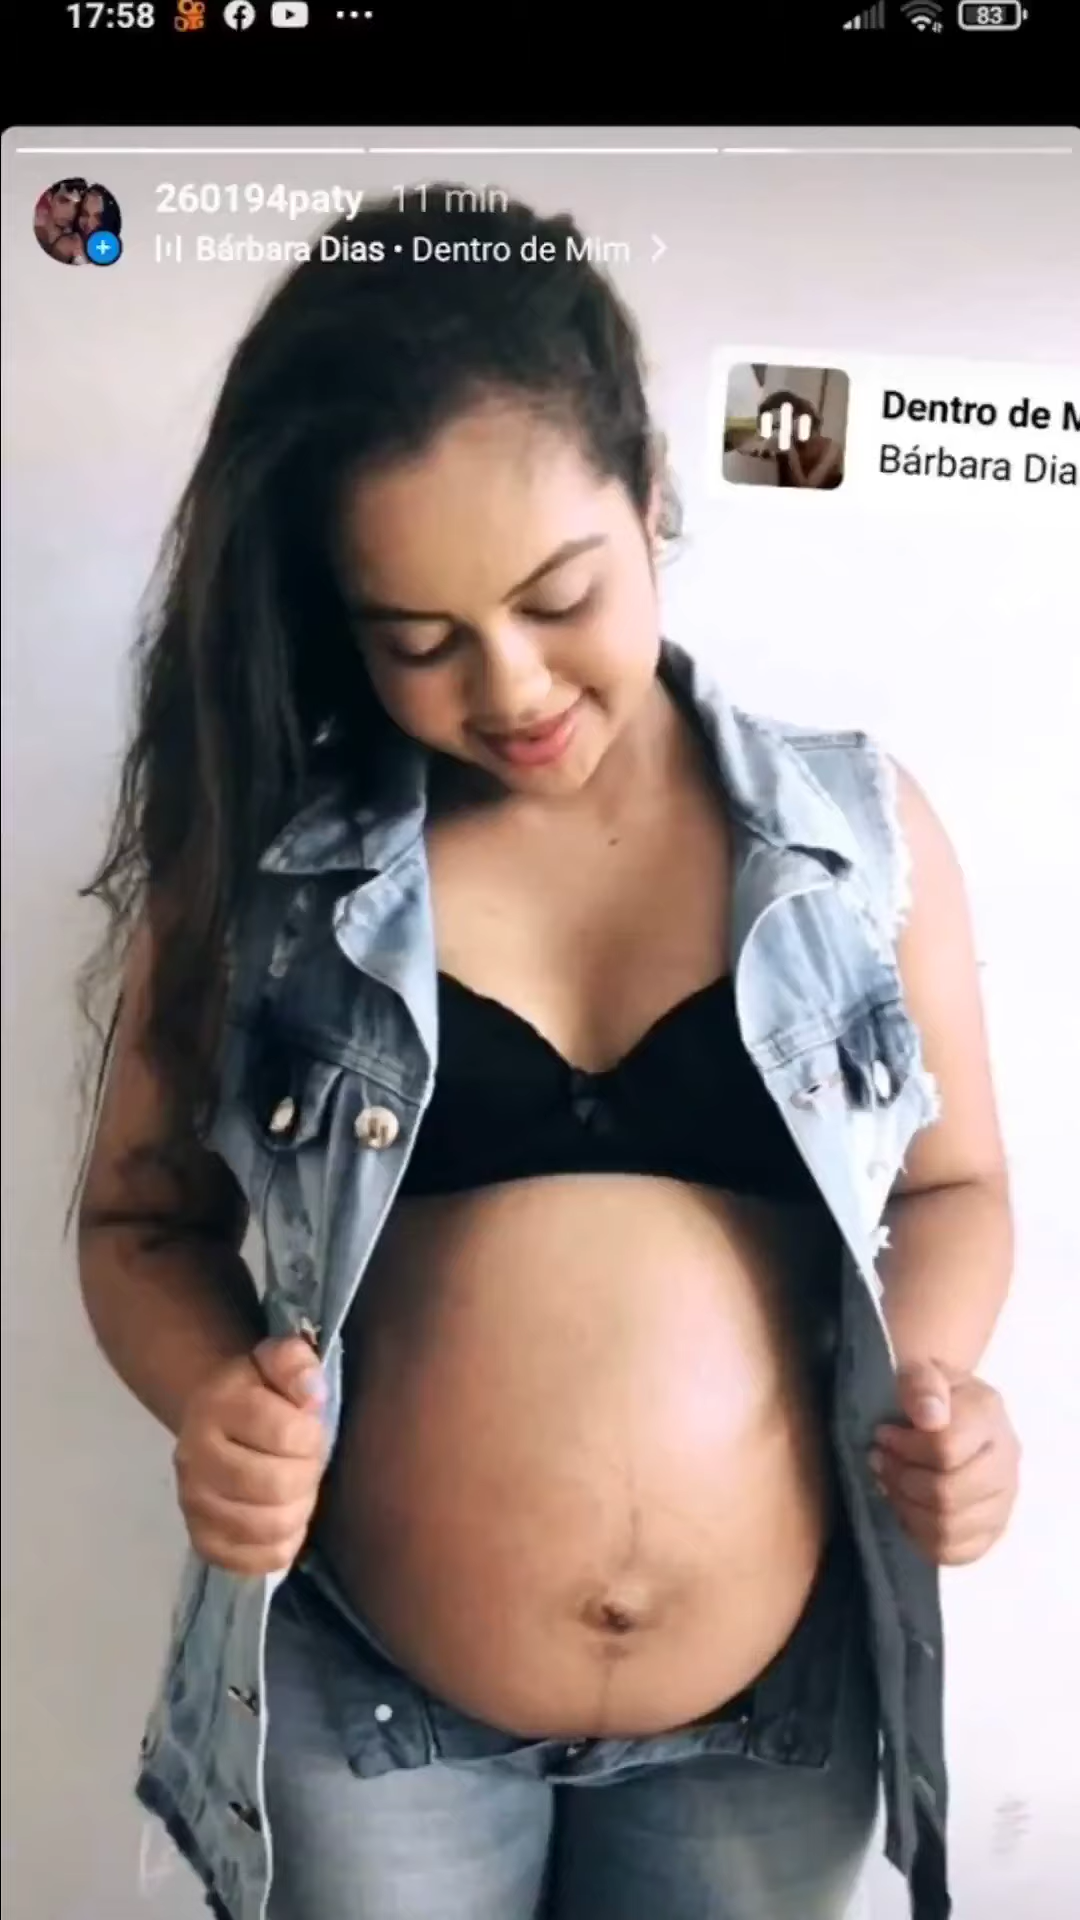 17:58
83
260194paty 11 min
Bárbara Dias • Dentro de Mim
Dentro de M
Bárbara Dia